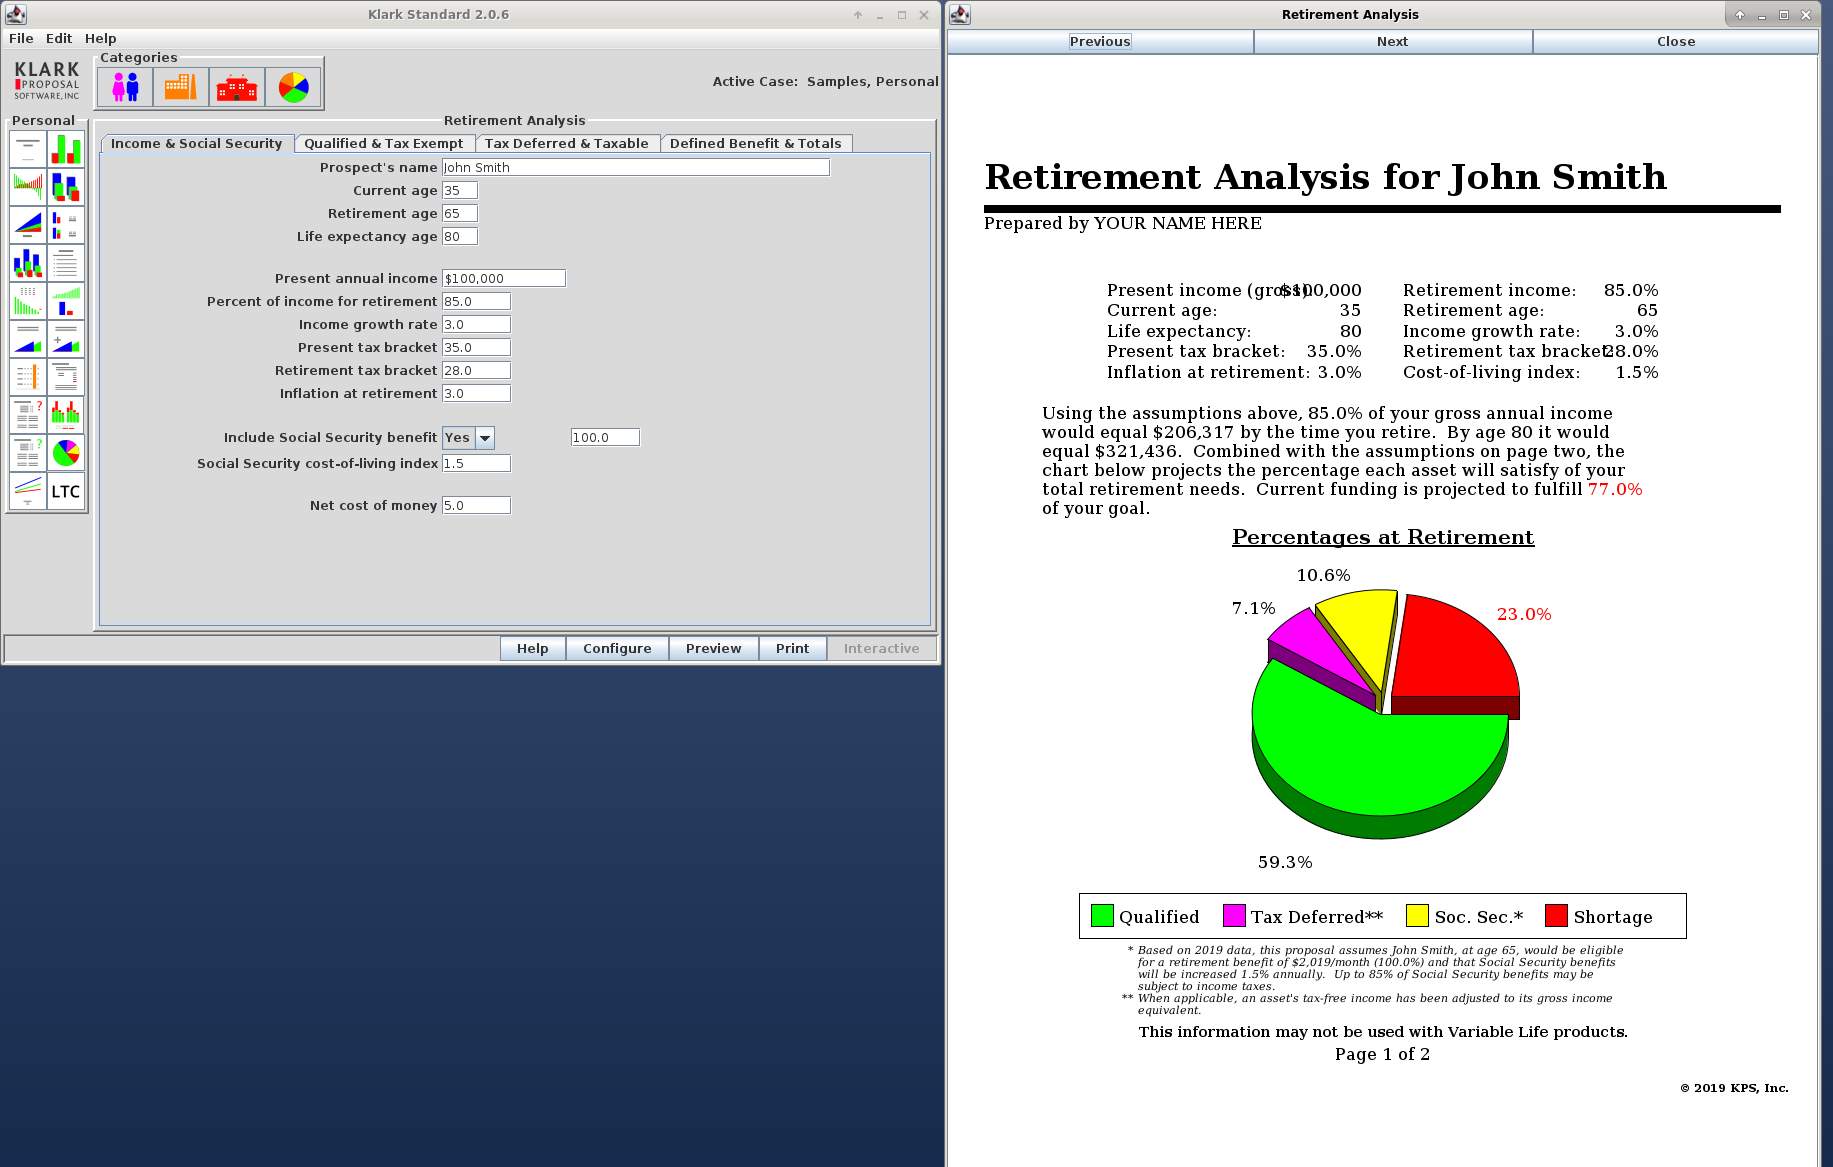 Klark Standard 2.0.6
File Edit Help
KLARK
PROPOSAL
SOFTWARE, INC
Categories
Active Case: Samples, Personal
Personal
LTC
Retirement Analysis
Income & Social Security Qualified & Tax Exempt Tax Deferred & Taxable Defined Benefit & Totals
Prospect's name John Smith
Current age 35
Retirement age 65
Life expectancy age 80
Present annual income $100,000
Percent of income for retirement 85.0
Income growth rate 3.0
Present tax bracket 35.0
Retirement tax bracket 28.0
Inflation at retirement 3.0
Include Social Security benefit Yes 100.0
Social Security cost-of-living index 1.5
Net cost of money 5.0
Help Configure Preview Print Interactive
Retirement Analysis
Previous Next Close
Retirement Analysis for John Smith
Prepared by YOUR NAME HERE
Present income (gross): $100,000 Retirement income: 85.0%
Current age: 35 Retirement age: 65
Life expectancy: 80 Income growth rate: 3.0%
Present tax bracket: 35.0% Retirement tax bracket: 28.0%
Inflation at retirement: 3.0% Cost-of-living index: 1.5%
Using the assumptions above, 85.0% of your gross annual income
would equal $206,317 by the time you retire. By age 80 it would
equal $321,436. Combined with the assumptions on page two, the
chart below projects the percentage each asset will satisfy of your
total retirement needs. Current funding is projected to fulfill 77.0%
of your goal.
Percentages at Retirement
10.6%
7.1%
23.0%
59.3%
Qualified Tax Deferred** Soc. Sec.* Shortage
* Based on 2019 data, this proposal assumes John Smith, at age 65, would be eligible
for a retirement benefit of $2,019/month (100.0%) and that Social Security benefits
will be increased 1.5% annually. Up to 85% of Social Security benefits may be
subject to income taxes.
** When applicable, an asset's tax-free income has been adjusted to its gross income
equivalent.
This information may not be used with Variable Life products.
Page 1 of 2
© 2019 KPS, Inc.